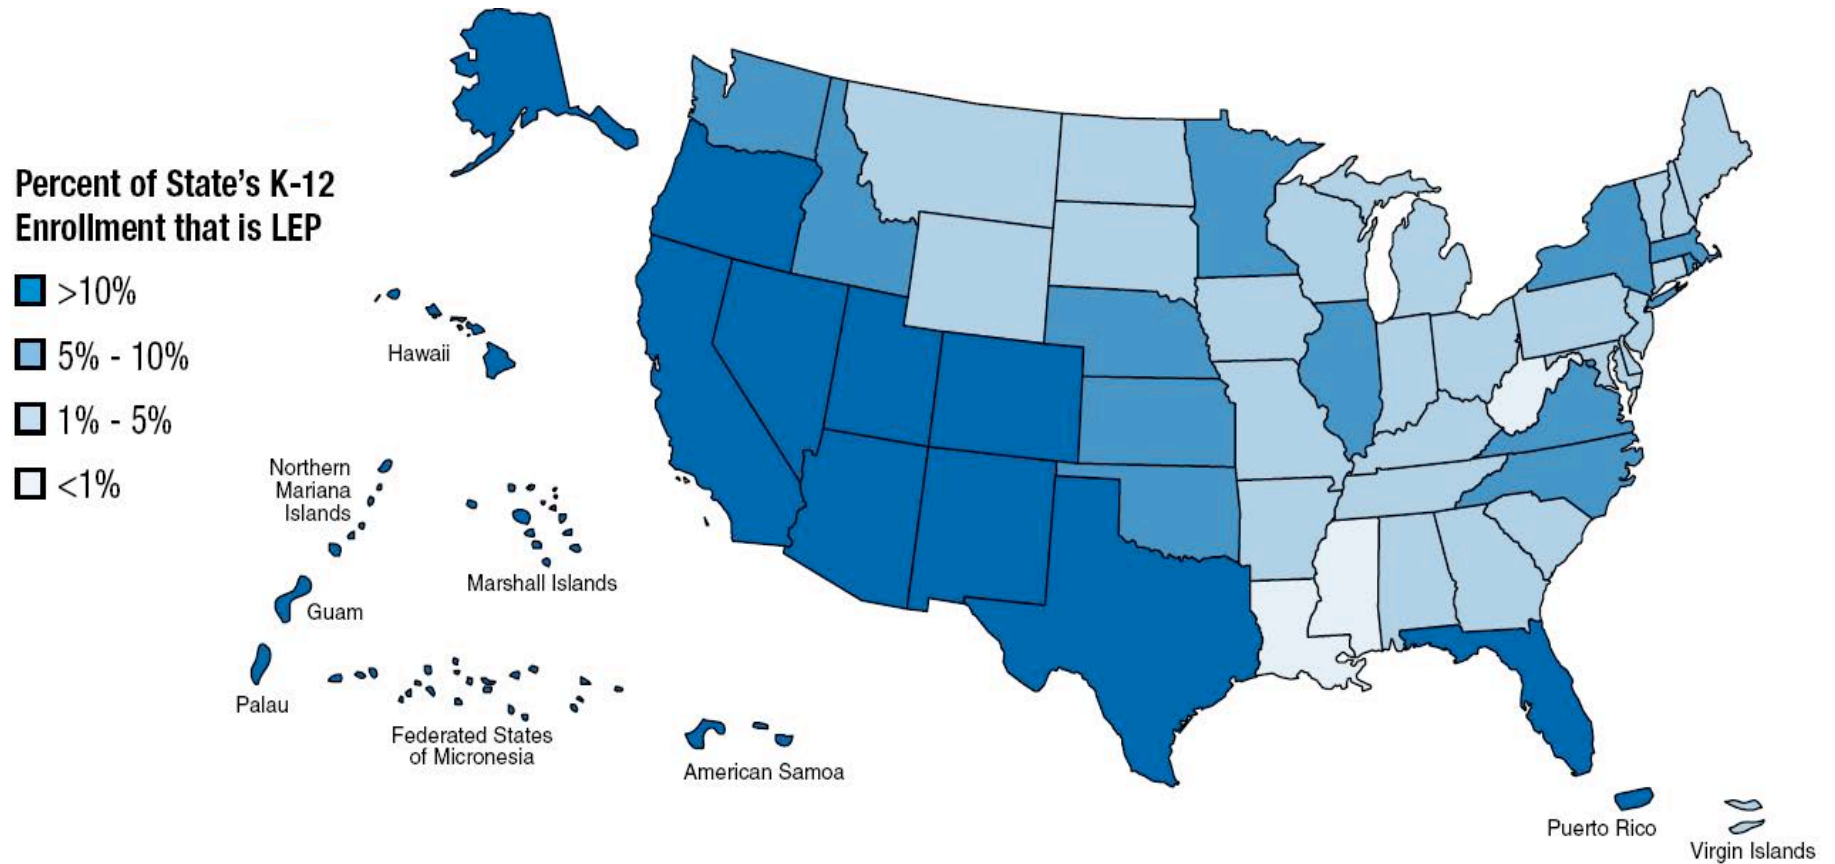 Percent of State's K-12
Enrollment that is LEP
>10%
5% - 10%
1% - 5%
<1%
Hawaii
Northern
Mariana
Islands
Marshall Islands
Guam
Palau
Federated States
of Micronesia
American Samoa
Puerto Rico
Virgin Islands